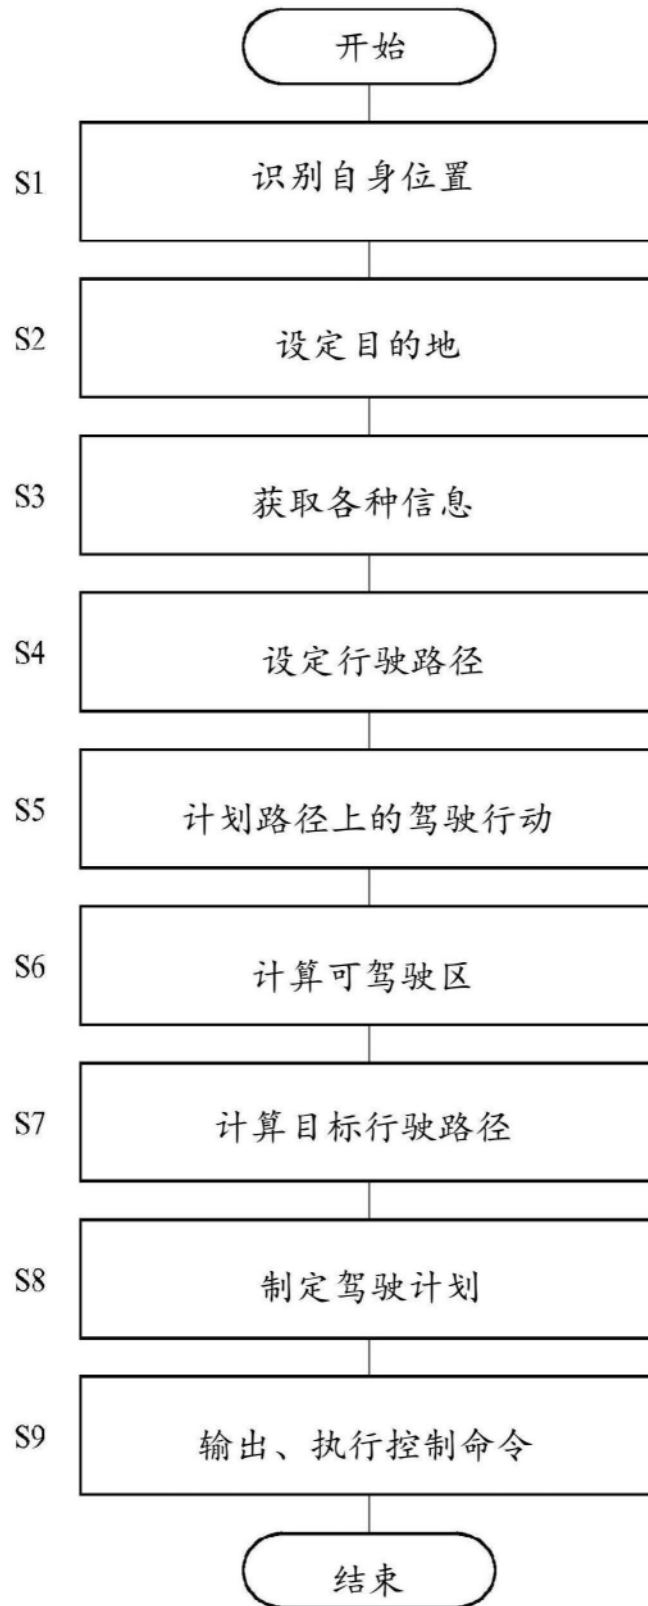 开始
S1
识别自身位置
S2
设定目的地
S3
获取各种信息
S4
设定行驶路径
S5
计划路径上的驾驶行动
S6
计算可驾驶区
S7
计算目标行驶路径
S8
制定驾驶计划
S9
输出、执行控制命令
结束